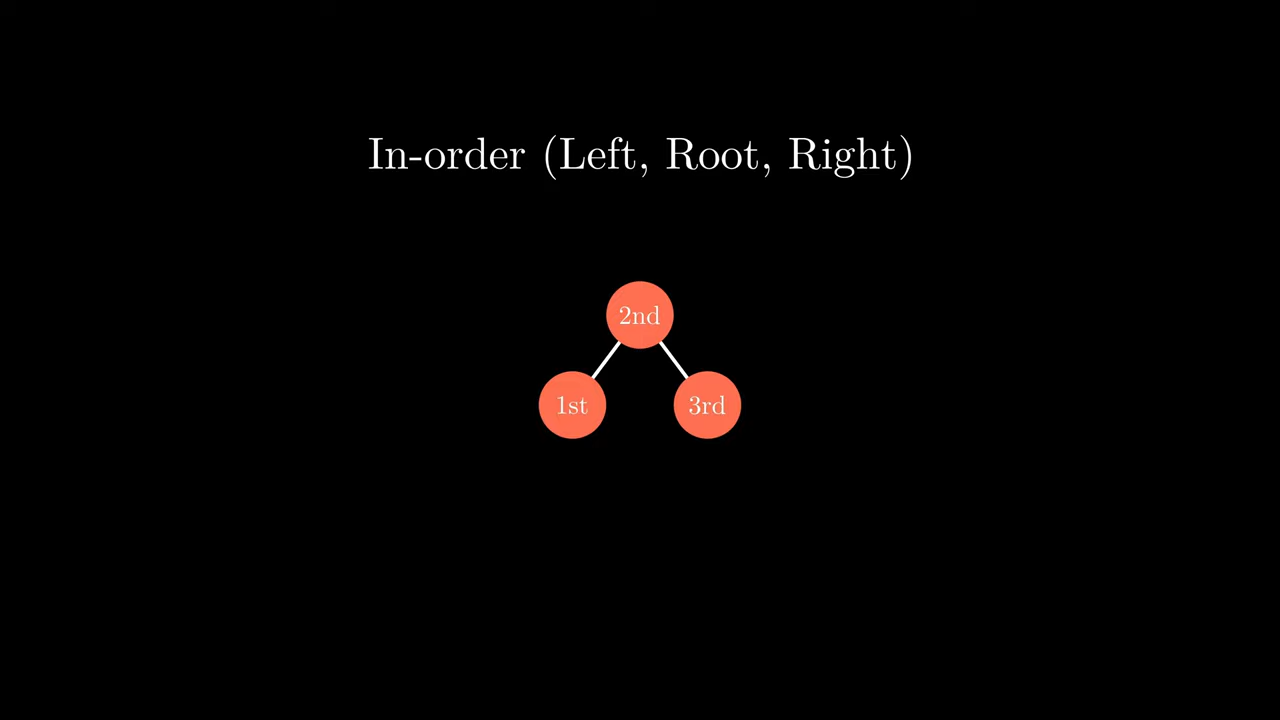 In-order (Left, Root, Right)
2nd
1st
3rd